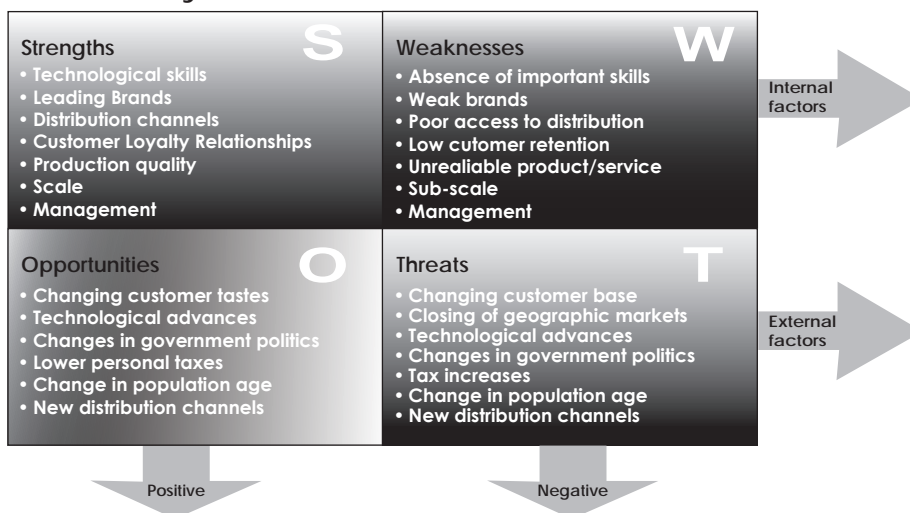 Strengths
S
• Technological skills
• Leading Brands
• Distribution channels
• Customer Loyalty Relationships
• Production quality
• Scale
• Management
Weaknesses
W
• Absence of important skills
• Weak brands
• Poor access to distribution
• Low cutomer retention
• Unrealiable product/service
• Sub-scale
• Management
Internal
factors
Opportunities
O
• Changing customer tastes
• Technological advances
• Changes in government politics
• Lower personal taxes
• Change in population age
• New distribution channels
Threats
T
• Changing customer base
• Closing of geographic markets
• Technological advances
• Changes in government politics
• Tax increases
• Change in population age
• New distribution channels
External
factors
Positive
Negative